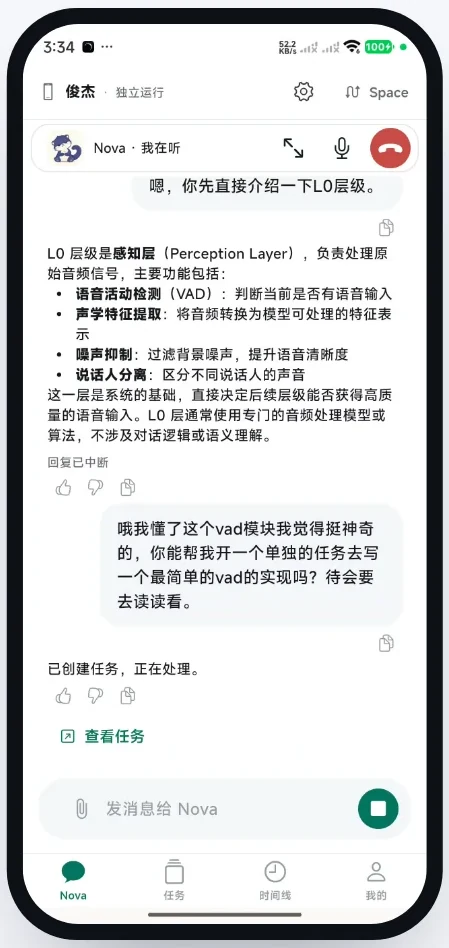 3:34 ··· 52.2 KB/s 100
俊杰 · 独立运行 Space
Nova · 我在听
嗯，你先直接介绍一下L0层级。
L0 层级是感知层（Perception Layer），负责处理原
始音频信号，主要功能包括：
• 语音活动检测（VAD）：判断当前是否有语音输入
• 声学特征提取：将音频转换为模型可处理的特征表
示
• 噪声抑制：过滤背景噪声，提升语音清晰度
• 说话人分离：区分不同说话人的声音
这一层是系统的基础，直接决定后续层级能否获得高质
量的语音输入。L0 层通常使用专门的音频处理模型或
算法，不涉及对话逻辑或语义理解。
回复已中断
哦我懂了这个vad模块我觉得挺神奇
的，你能帮我开一个单独的任务去写
一个最简单的vad的实现吗？待会要
去读读看。
已创建任务，正在处理。
查看任务
发消息给 Nova
Nova 任务 时间线 我的